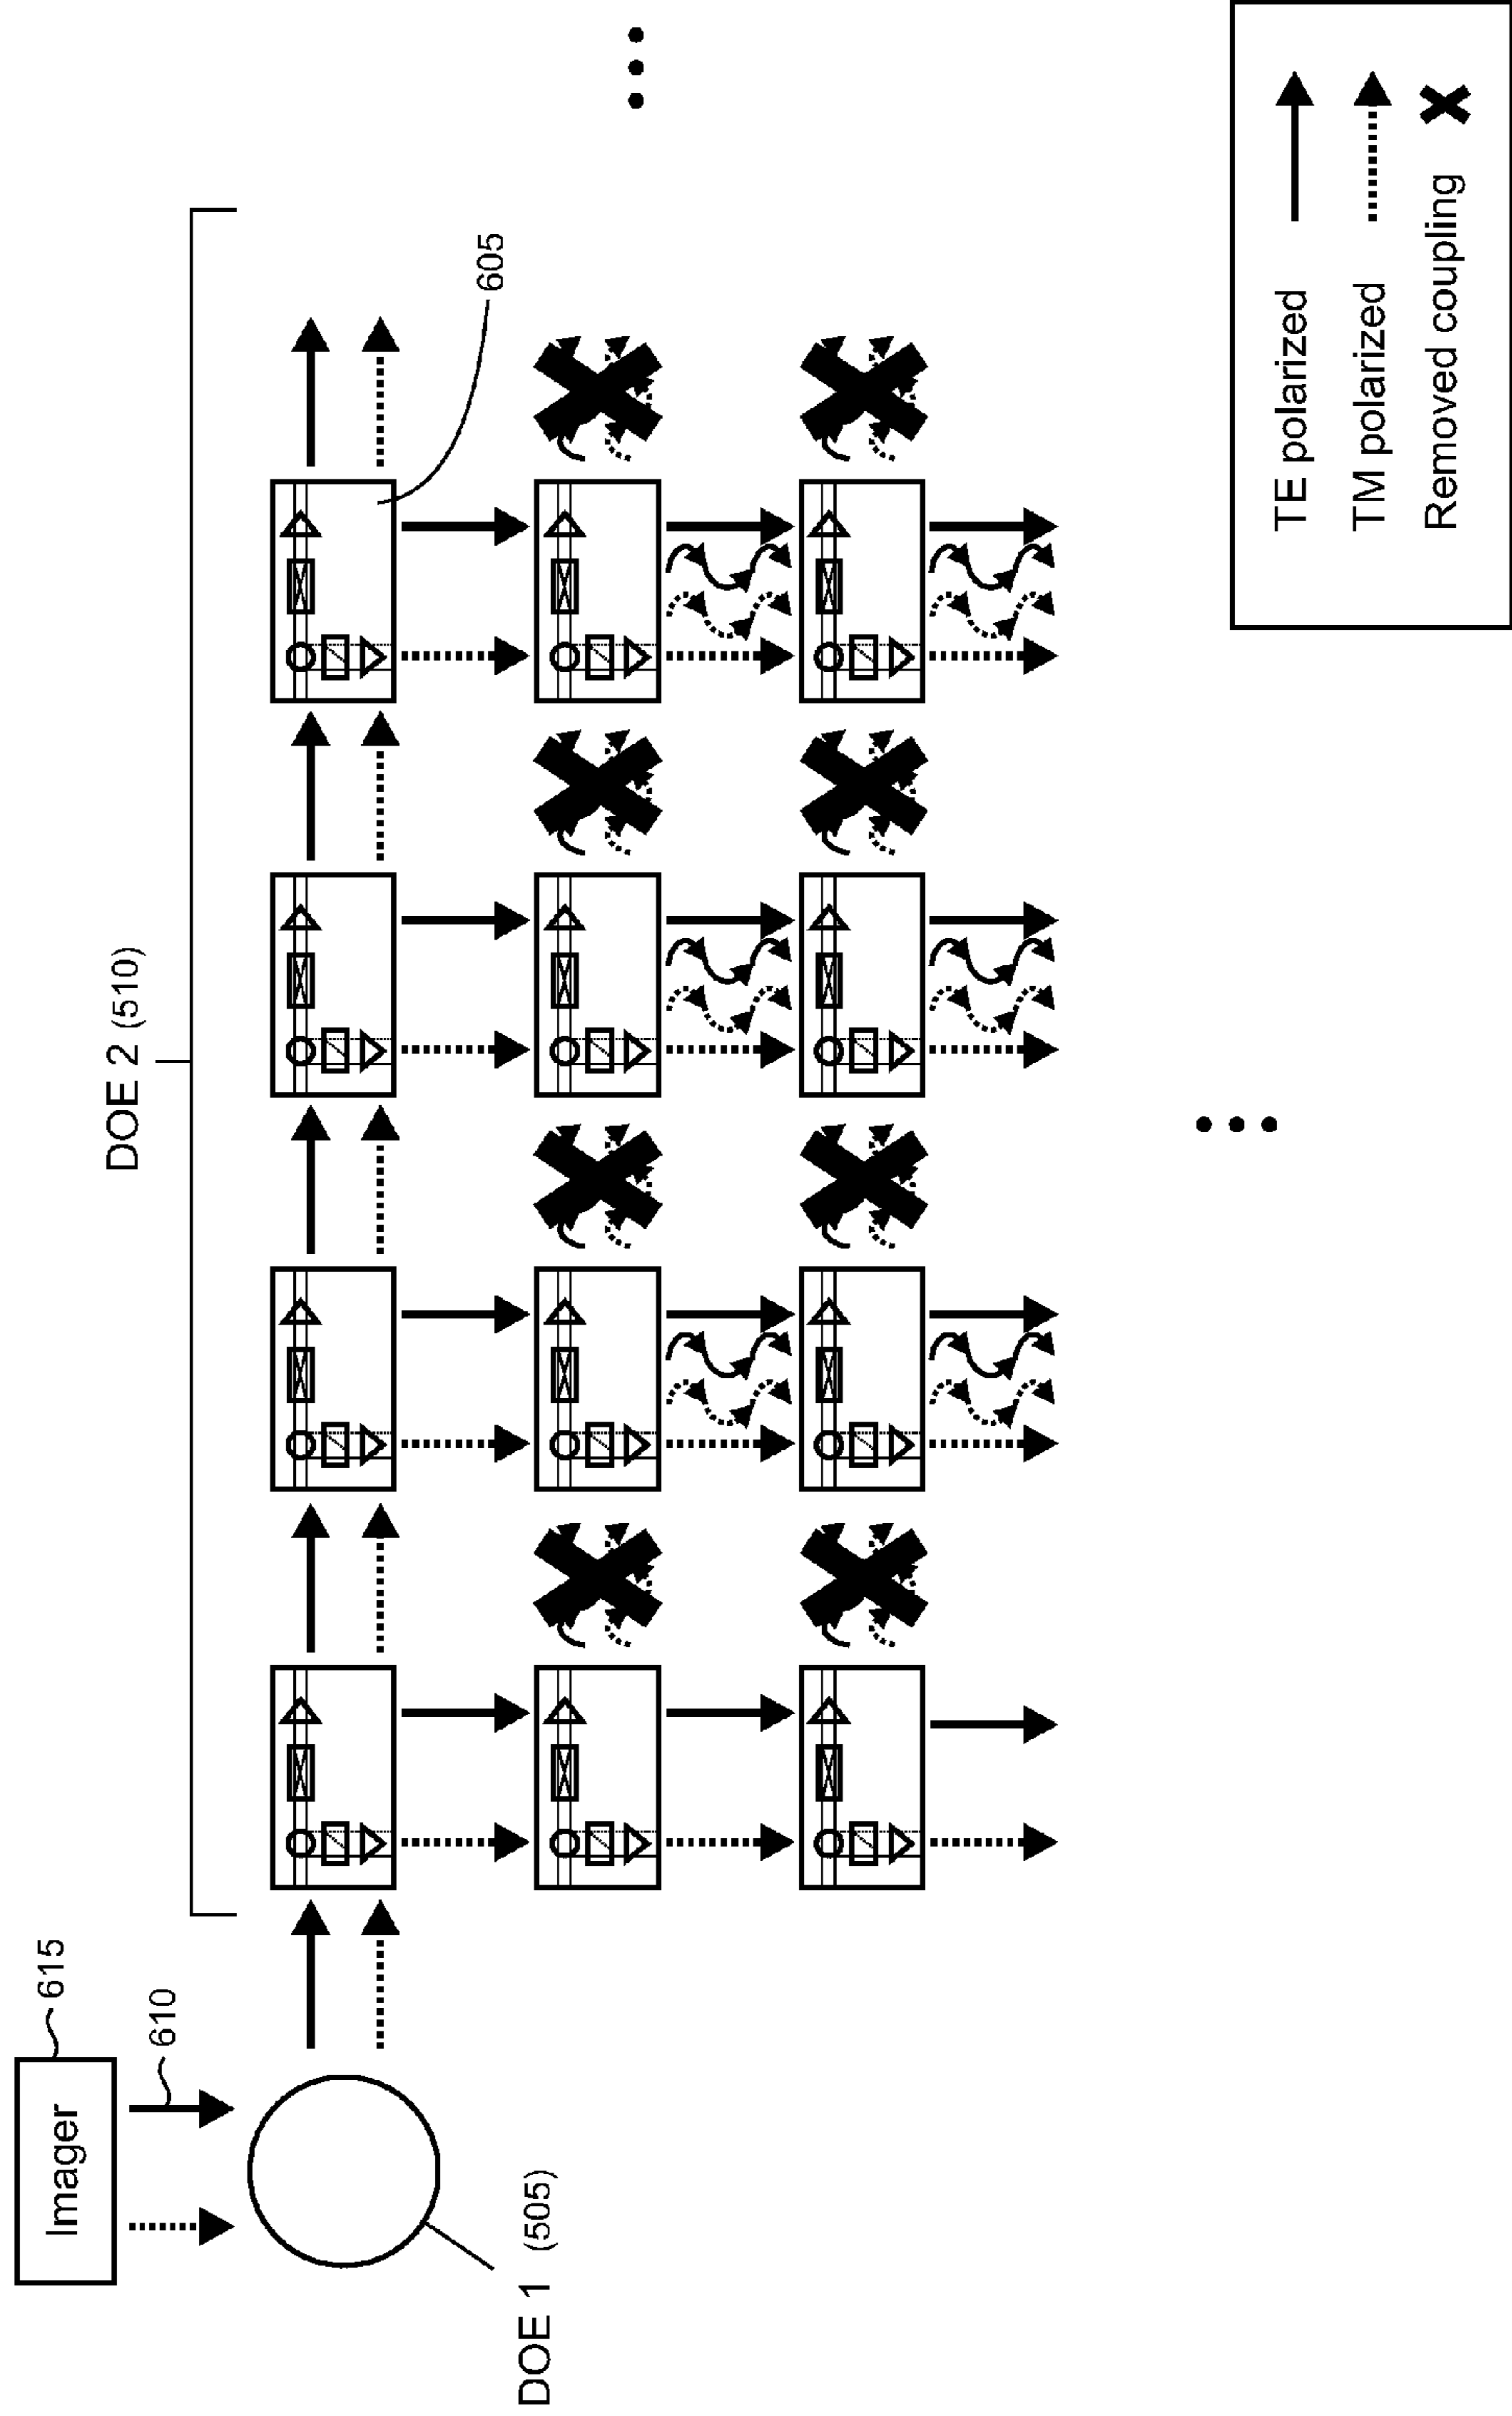 Imager
615
610
DOE 1 (505)
DOE 2 (510)
605
TE polarized
TM polarized
Removed coupling